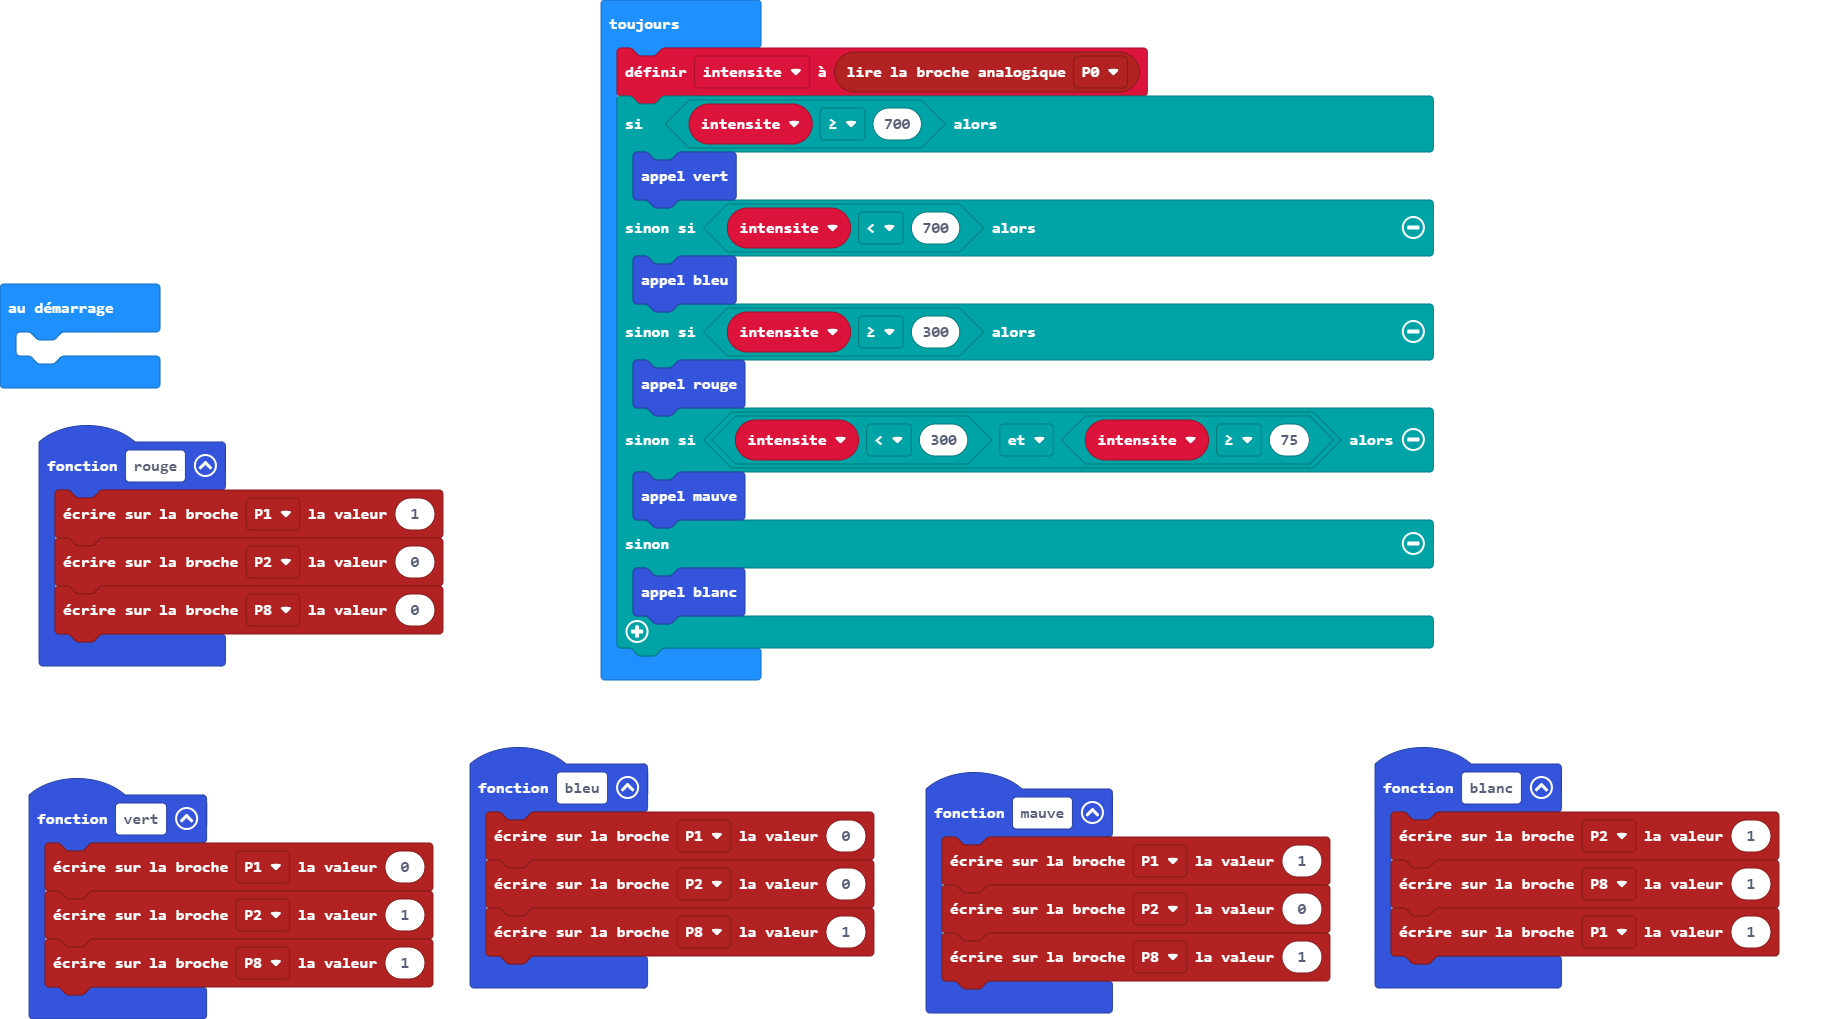 toujours
définir intensite à lire la broche analogique P0
si intensite ≥ 700 alors
appel vert
sinon si intensite < 700 alors
appel bleu
sinon si intensite ≥ 300 alors
appel rouge
sinon si intensite < 300 et intensite ≥ 75 alors
appel mauve
sinon
appel blanc
au démarrage
fonction rouge
écrire sur la broche P1 la valeur 1
écrire sur la broche P2 la valeur 0
écrire sur la broche P8 la valeur 0
fonction vert
écrire sur la broche P1 la valeur 0
écrire sur la broche P2 la valeur 1
écrire sur la broche P8 la valeur 1
fonction bleu
écrire sur la broche P1 la valeur 0
écrire sur la broche P2 la valeur 0
écrire sur la broche P8 la valeur 1
fonction mauve
écrire sur la broche P1 la valeur 1
écrire sur la broche P2 la valeur 0
écrire sur la broche P8 la valeur 1
fonction blanc
écrire sur la broche P2 la valeur 1
écrire sur la broche P8 la valeur 1
écrire sur la broche P1 la valeur 1